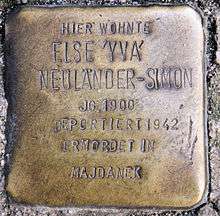 HIER WOHNTE
ELSE 'YVA'
NEULÄNDER-SIMON
JG. 1900
DEPORTIERT 1942
ERMORDET IN
MAJDANEK